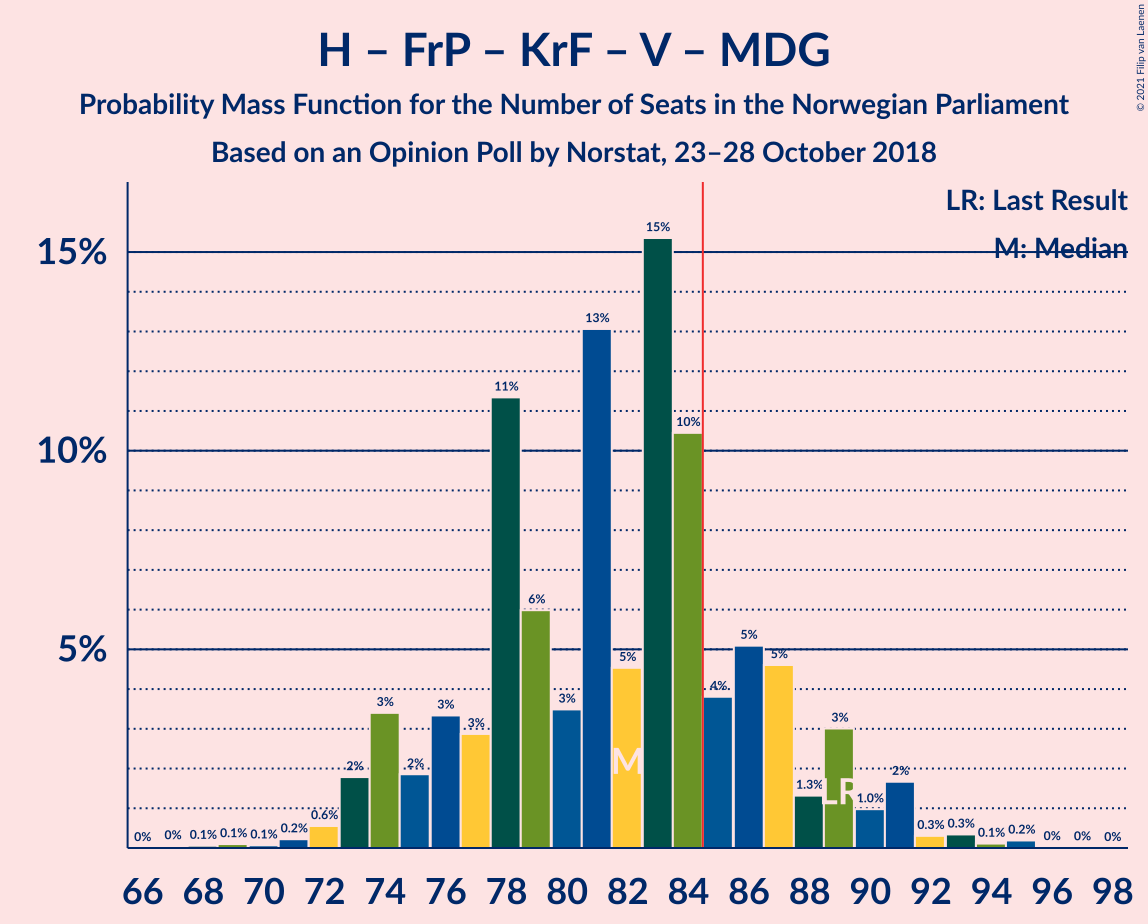 H – FrP – KrF – V – MDG
Probability Mass Function for the Number of Seats in the Norwegian Parliament
Based on an Opinion Poll by Norstat, 23–28 October 2018
© 2021 Filip van Laenen
LR: Last Result
M: Median
15%
10%
5%
0% 0% 0.1% 0.1% 0.1% 0.2% 0.6% 2% 3% 2% 3% 3% 11% 6% 3% 13% 5% 15% 10% 4% 5% 5% 1.3% 3% 1.0% 2% 0.3% 0.3% 0.1% 0.2% 0% 0% 0%
M
LR
66 68 70 72 74 76 78 80 82 84 86 88 90 92 94 96 98